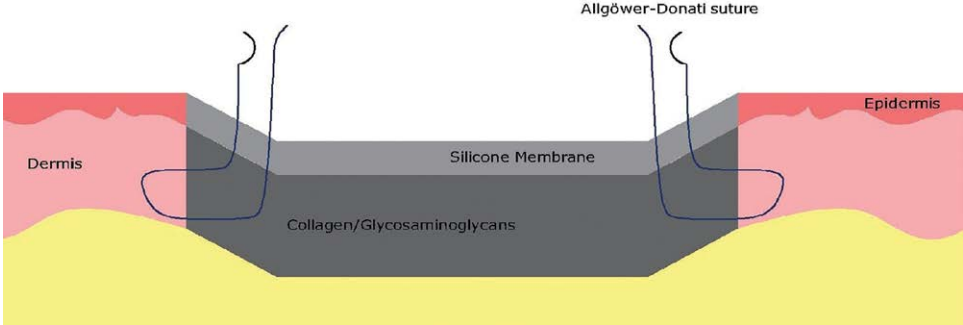 Allgöwer-Donati suture
Epidermis
Silicone Membrane
Dermis
Collagen/Glycosaminoglycans